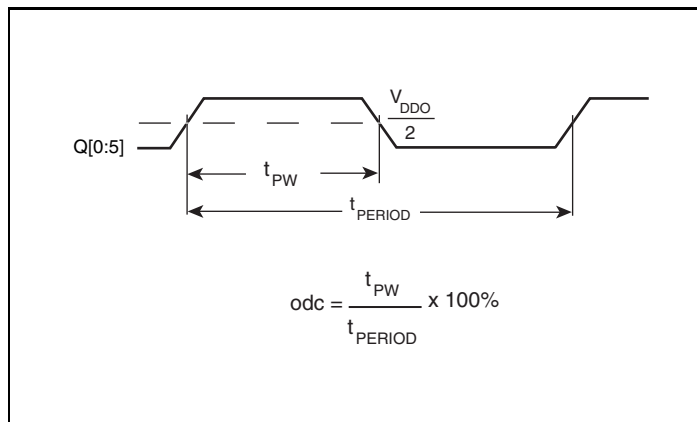 V_DDO
2
Q[0:5]
t_PW
t_PERIOD
odc = t_PW / t_PERIOD x 100%